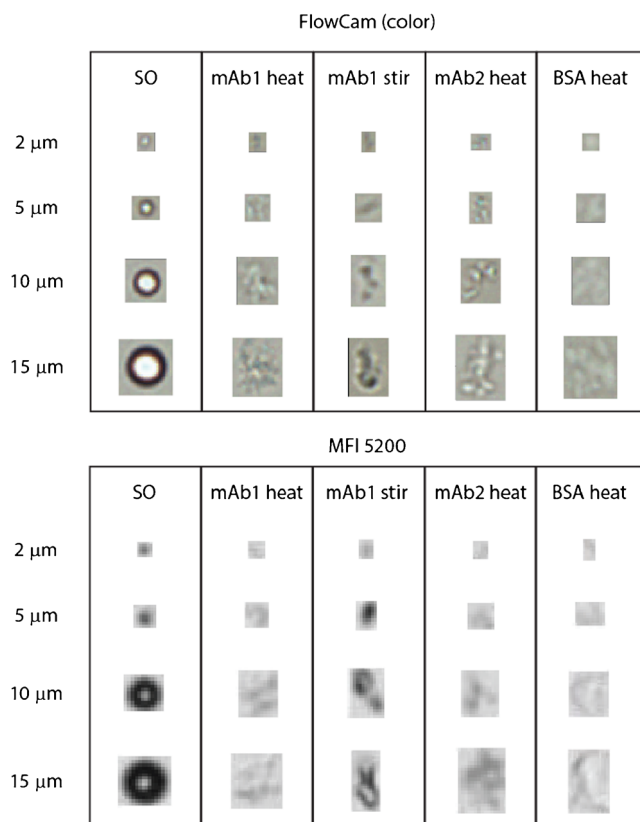 FlowCam (color)
SO mAb1 heat mAb1 stir mAb2 heat BSA heat
2 μm
5 μm
10 μm
15 μm
MFI 5200
SO mAb1 heat mAb1 stir mAb2 heat BSA heat
2 μm
5 μm
10 μm
15 μm